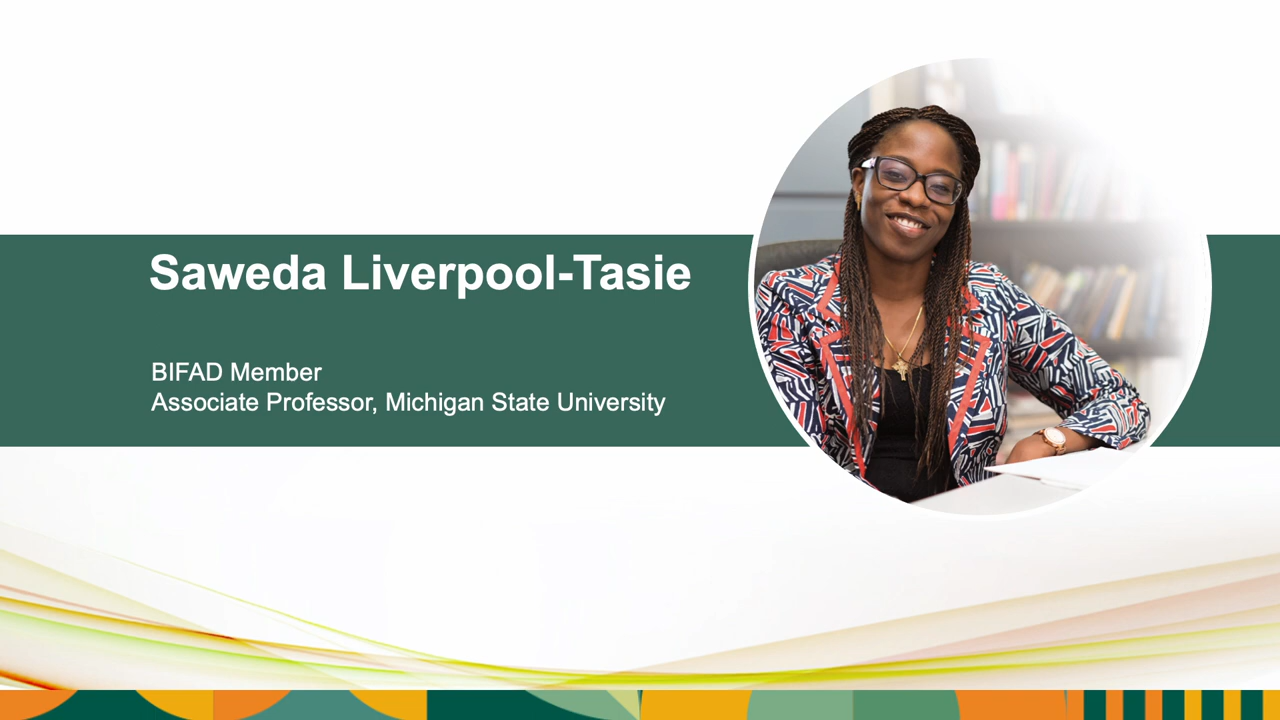 Saweda Liverpool-Tasie
BIFAD Member
Associate Professor, Michigan State University